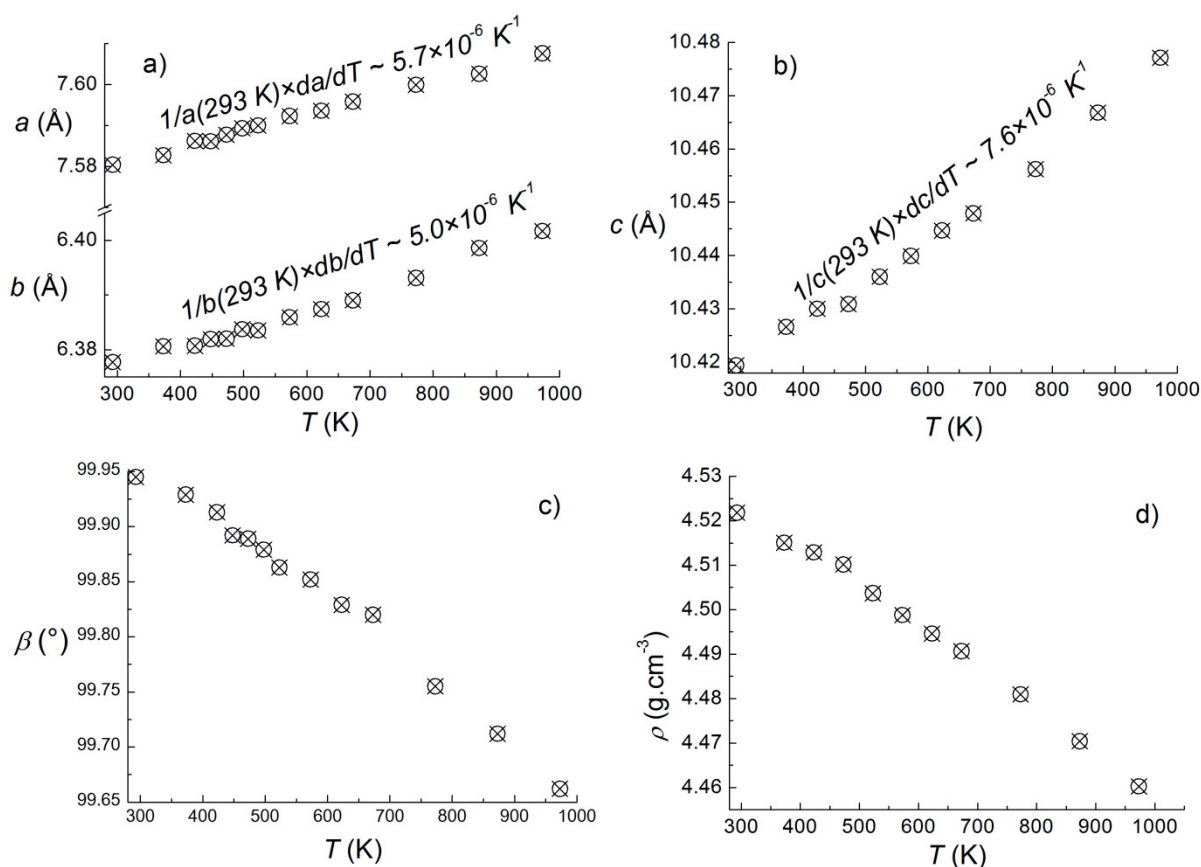 a)
1/a(293 K)×da/dT ~ 5.7×10⁻⁶ K⁻¹
7.60
a (Å)
7.58
6.40
1/b(293 K)×db/dT ~ 5.0×10⁻⁶ K⁻¹
b (Å)
6.38
300 400 500 600 700 800 900 1000
T (K)
b)
10.48
10.47
1/c(293 K)×dc/dT ~ 7.6×10⁻⁶ K⁻¹
10.46
c (Å)
10.45
10.44
10.43
10.42
300 400 500 600 700 800 900 1000
T (K)
99.95
c)
99.90
99.85
β (°)
99.80
99.75
99.70
99.65
300 400 500 600 700 800 900 1000
T (K)
4.53
d)
4.52
4.51
4.50
ρ (g.cm⁻³)
4.49
4.48
4.47
4.46
300 400 500 600 700 800 900 1000
T (K)